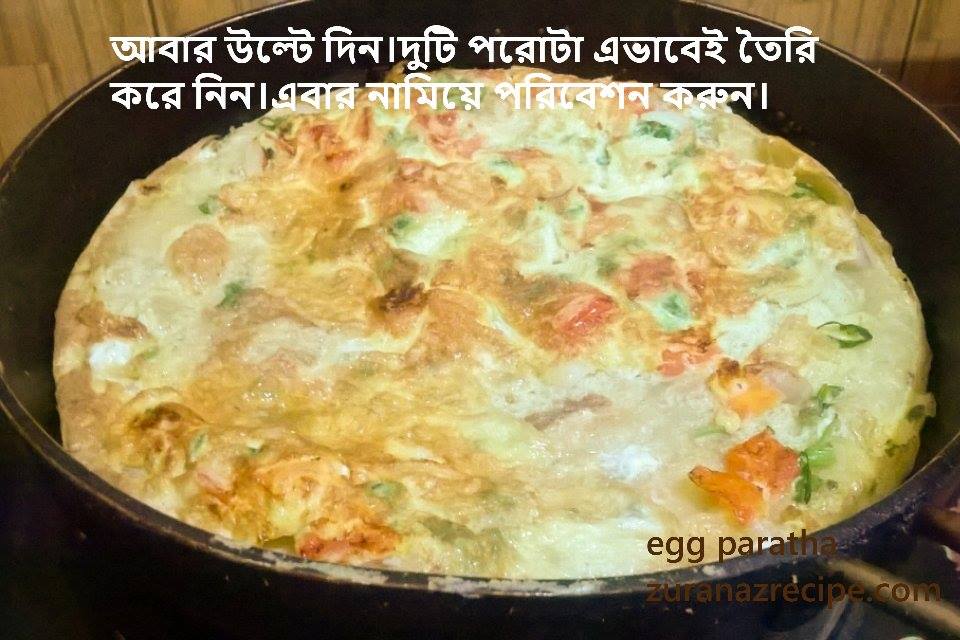 আবার উল্টে দিন।দুটি পরোটা এভাবেই তৈরি
করে নিন।এবার নামিয়ে পরিবেশন করুন।
egg paratha
zuranazrecipe.com